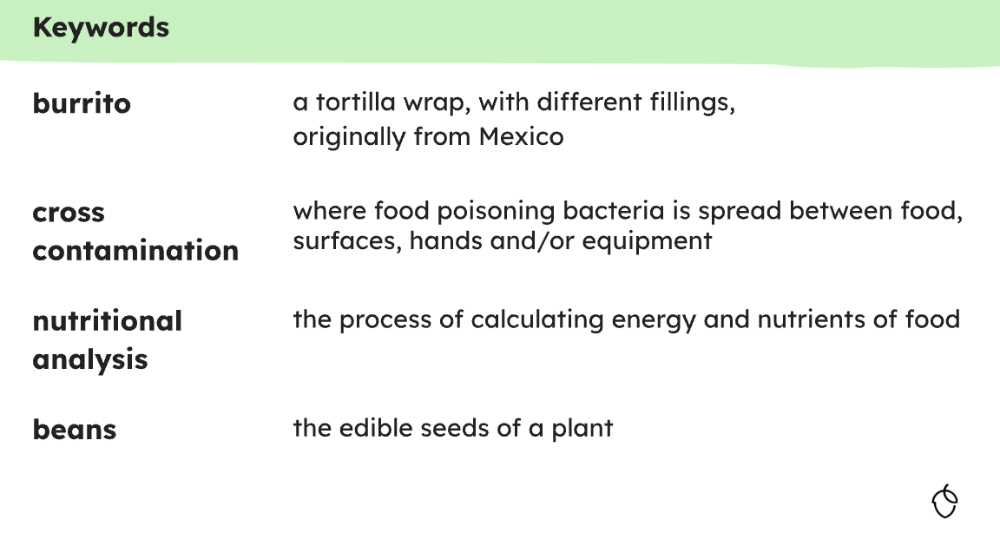 Keywords
burrito
a tortilla wrap, with different fillings,
originally from Mexico
cross
contamination
where food poisoning bacteria is spread between food,
surfaces, hands and/or equipment
nutritional
analysis
the process of calculating energy and nutrients of food
beans
the edible seeds of a plant